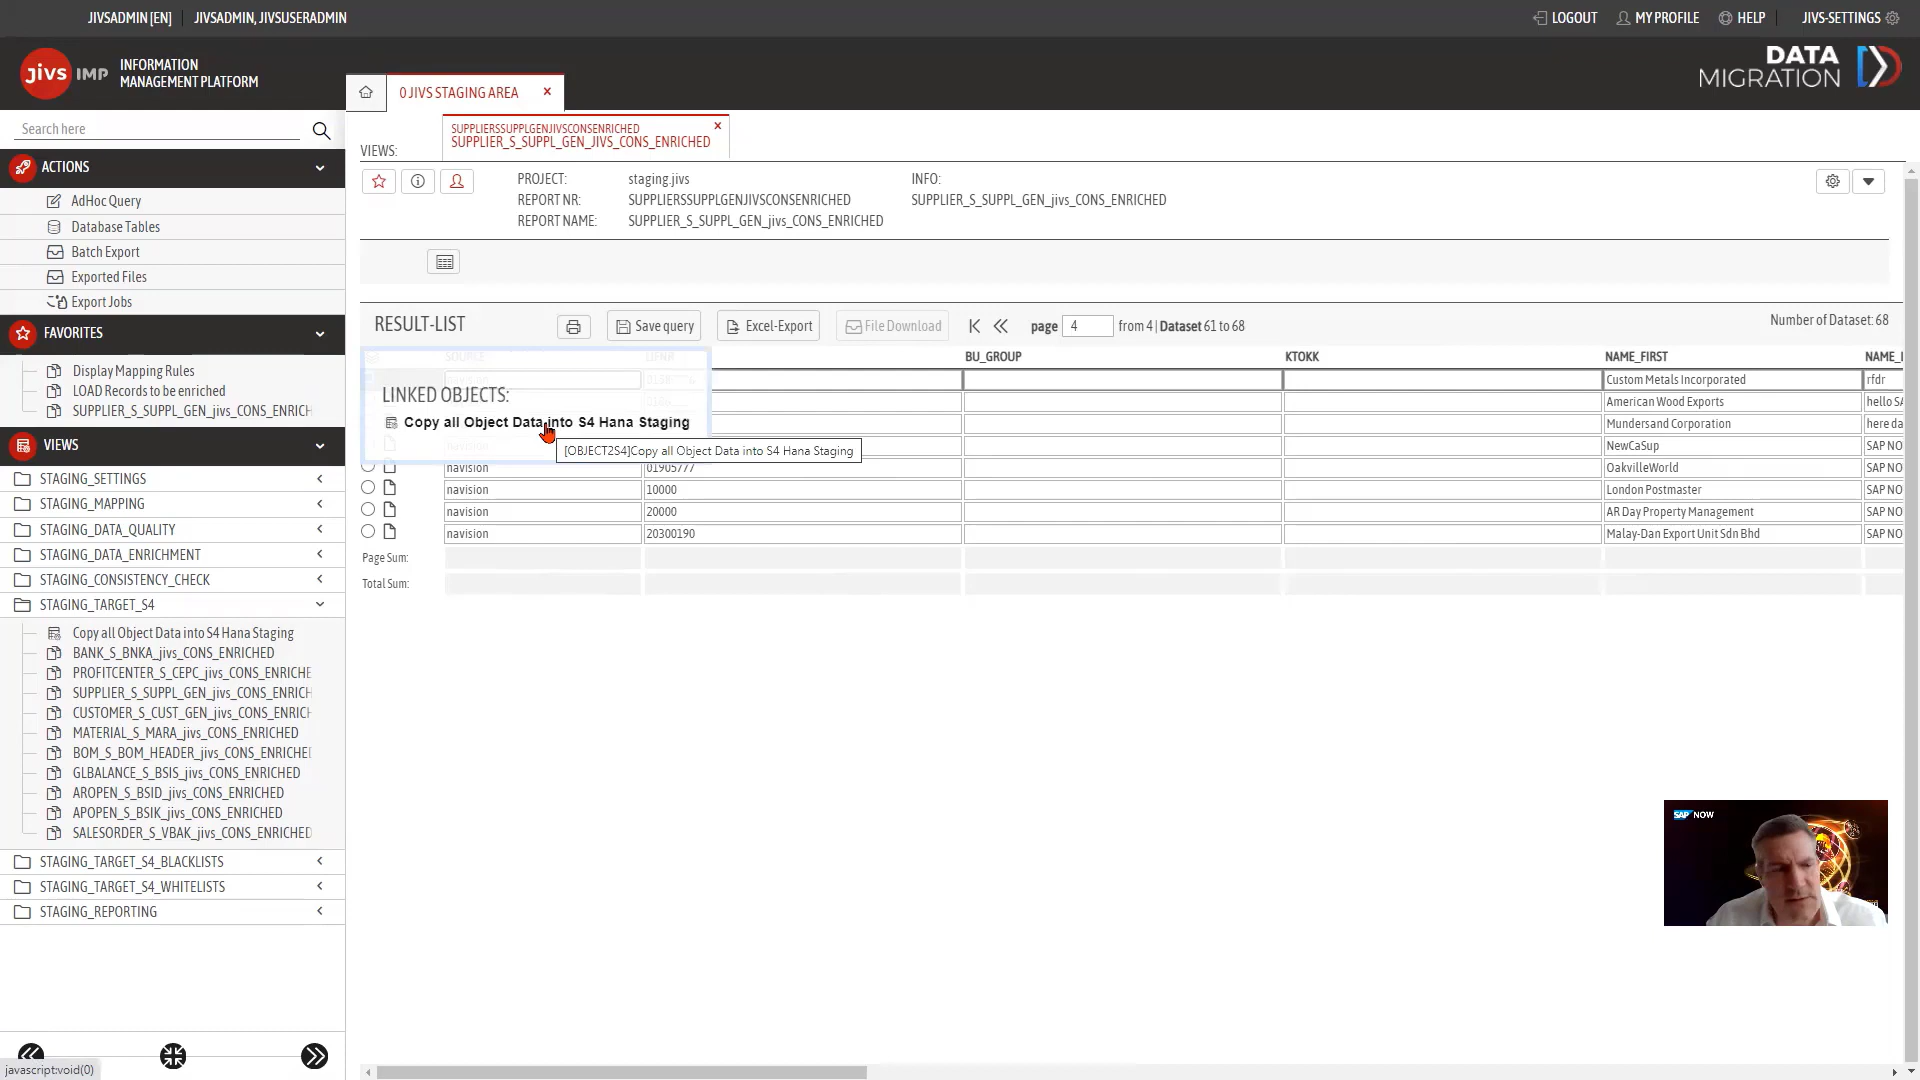 JIVSADMIN [EN] JIVSADMIN, JIVSUSERADMIN LOGOUT MY PROFILE HELP JIVS-SETTINGS
jivs IMP INFORMATION MANAGEMENT PLATFORM
0 JIVS STAGING AREA ×
DATA
MIGRATION
Search here
VIEWS:
SUPPLIERSSUPPLGENJIVSCONSENRICHED ×
SUPPLIER_S_SUPPL_GEN_JIVS_CONS_ENRICHED
ACTIONS
AdHoc Query
Database Tables
Batch Export
Exported Files
Export Jobs
FAVORITES
Display Mapping Rules
LOAD Records to be enriched
SUPPLIER_S_SUPPL_GEN_jivs_CONS_ENRICH
VIEWS
STAGING_SETTINGS
STAGING_MAPPING
STAGING_DATA_QUALITY
STAGING_DATA_ENRICHMENT
STAGING_CONSISTENCY_CHECK
STAGING_TARGET_S4
Copy all Object Data into S4 Hana Staging
BANK_S_BNKA_jivs_CONS_ENRICHED
PROFITCENTER_S_CEPC_jivs_CONS_ENRICHE
SUPPLIER_S_SUPPL_GEN_jivs_CONS_ENRICH
CUSTOMER_S_CUST_GEN_jivs_CONS_ENRICH
MATERIAL_S_MARA_jivs_CONS_ENRICHED
BOM_S_BOM_HEADER_jivs_CONS_ENRICHED
GLBALANCE_S_BSIS_jivs_CONS_ENRICHED
AROPEN_S_BSID_jivs_CONS_ENRICHED
APOPEN_S_BSIK_jivs_CONS_ENRICHED
SALESORDER_S_VBAK_jivs_CONS_ENRICHED
STAGING_TARGET_S4_BLACKLISTS
STAGING_TARGET_S4_WHITELISTS
STAGING_REPORTING
javascript:void(0)
PROJECT: staging.jivs INFO:
REPORT NR: SUPPLIERSSUPPLGENJIVSCONSENRICHED SUPPLIER_S_SUPPL_GEN_jivs_CONS_ENRICHED
REPORT NAME: SUPPLIER_S_SUPPL_GEN_jivs_CONS_ENRICHED
RESULT-LIST Save query Excel-Export File Download page 4 from 4 | Dataset 61 to 68 Number of Dataset: 68
SOURCE LIFNR BU_GROUP KTOKK NAME_FIRST
navision Custom Metals Incorporated rfdr
LINKED OBJECTS:
American Wood Exports
Copy all Object Data into S4 Hana Staging
Mundersand Corporation
[OBJECT2S4]Copy all Object Data into S4 Hana Staging
NewCaSup SAP NO
navision 01905777 OakvilleWorld SAP NO
navision 10000 London Postmaster SAP NO
navision 20000 AR Day Property Management SAP NO
navision 20300190 Malay-Dan Export Unit Sdn Bhd SAP NO
Page Sum:
Total Sum:
SAP NOW